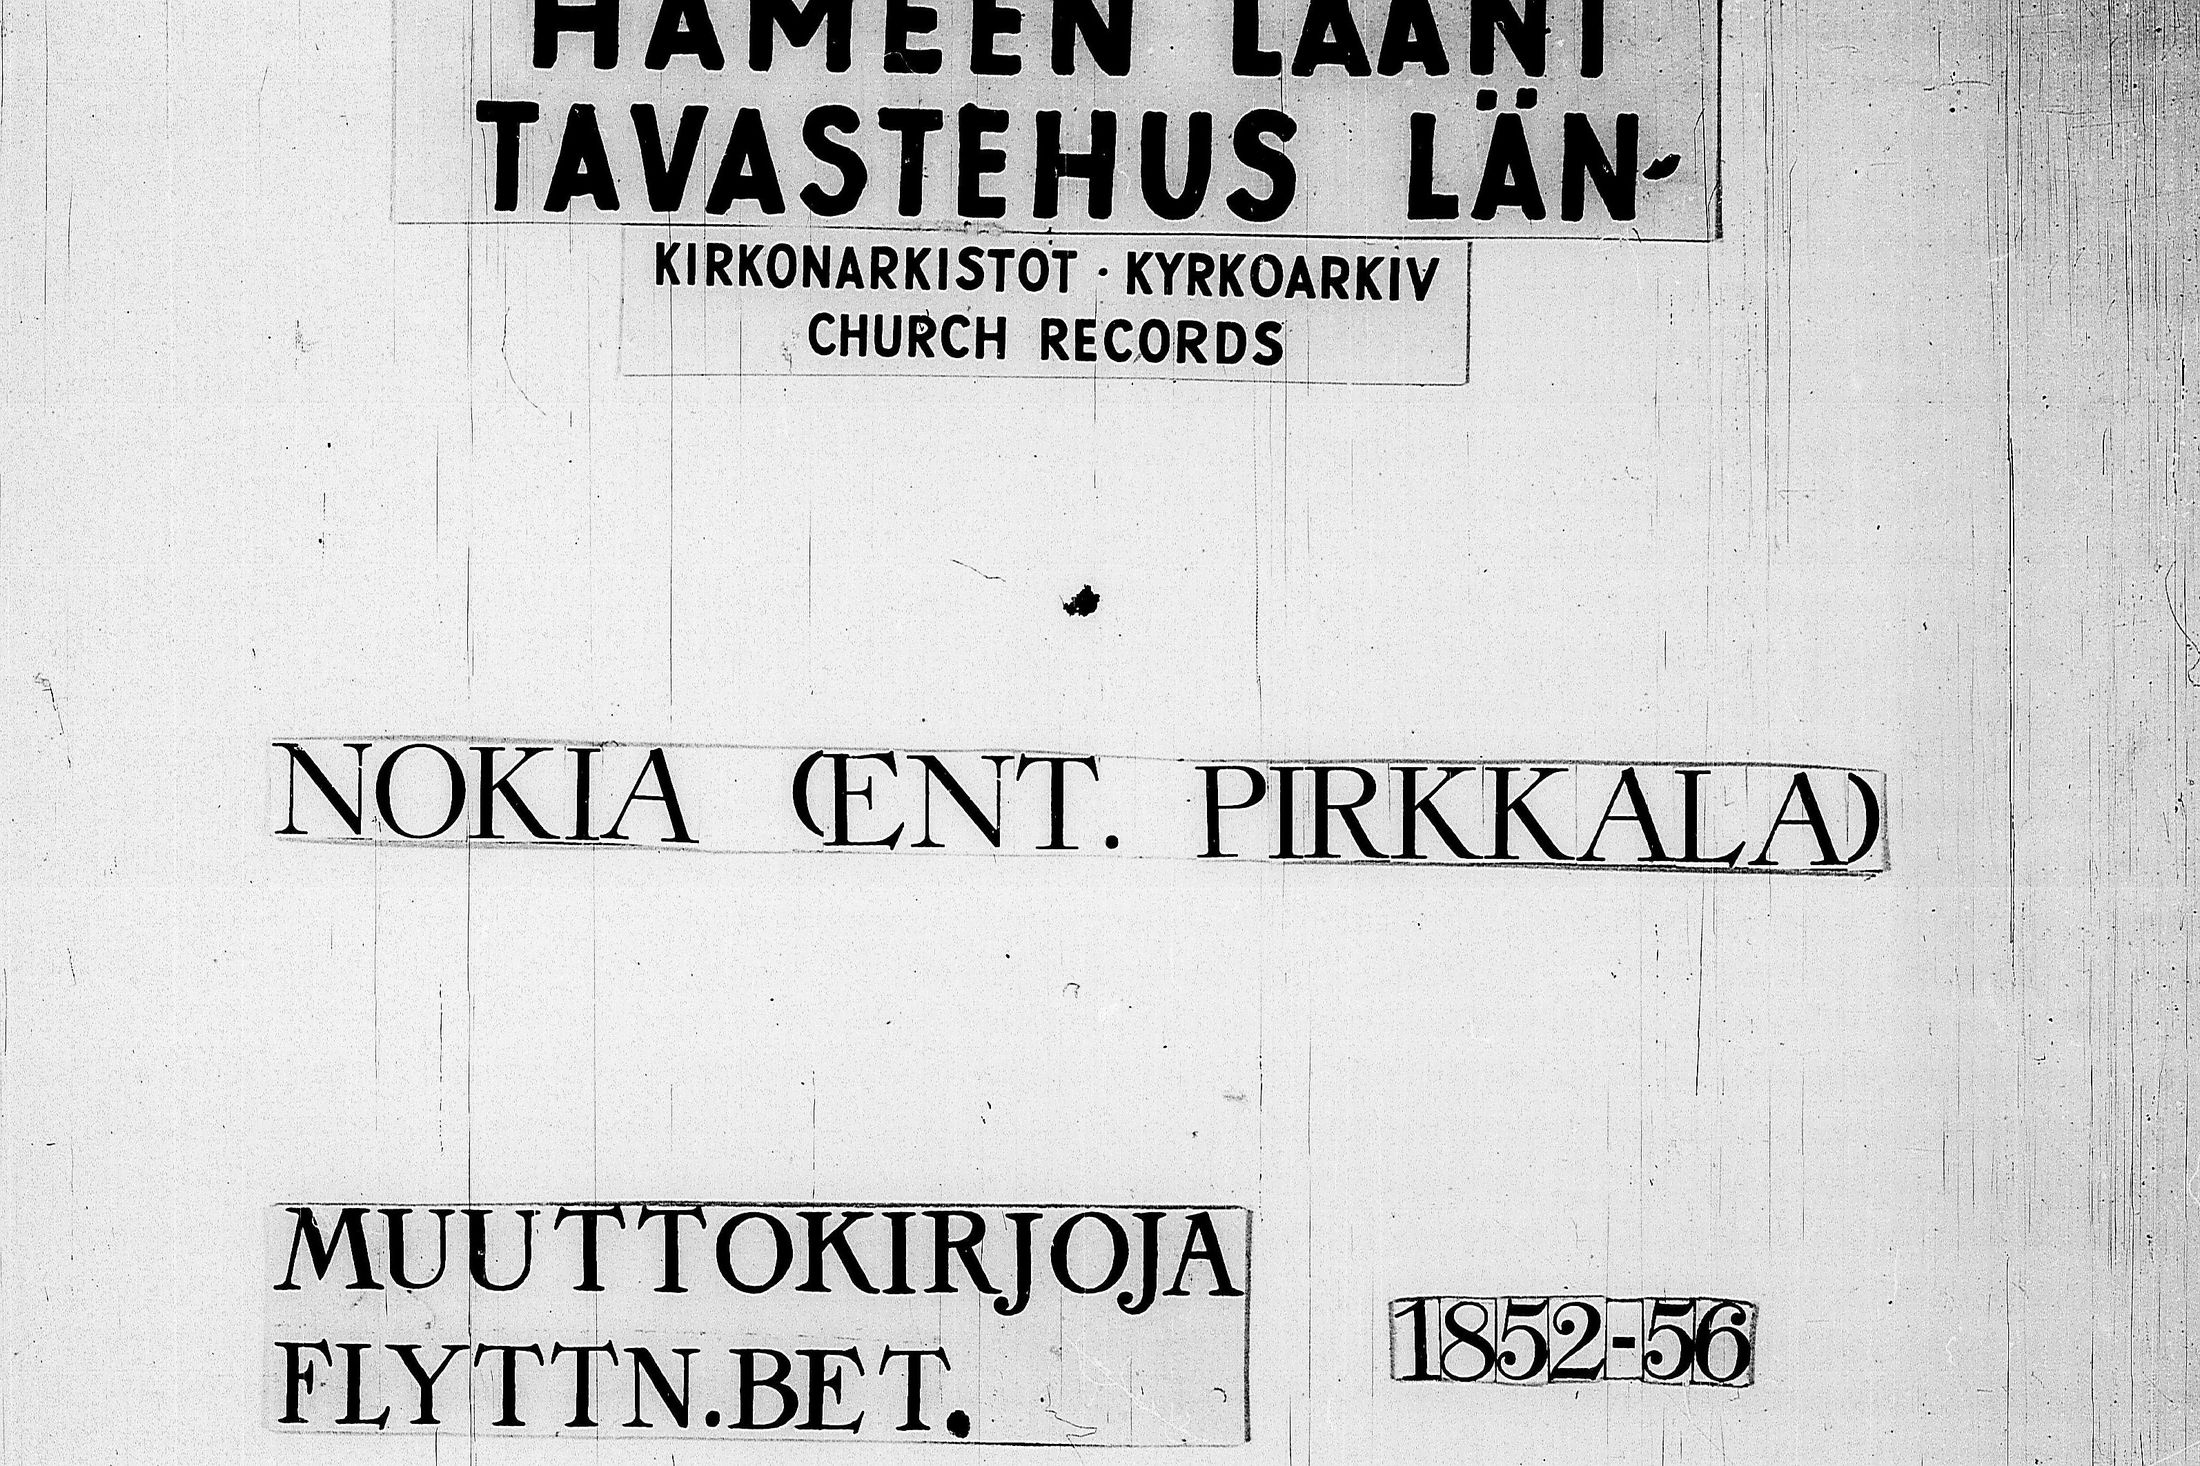 HÄMEEN LÄÄNI
TAVASTEHUS LÄN
KIRKONARKISTOT · KYRKOARKIV
CHURCH RECORDS
NOKIA (ENT. PIRKKALA)
MUUTTOKIRJOJA
FLYTTN.BET.
1852-56